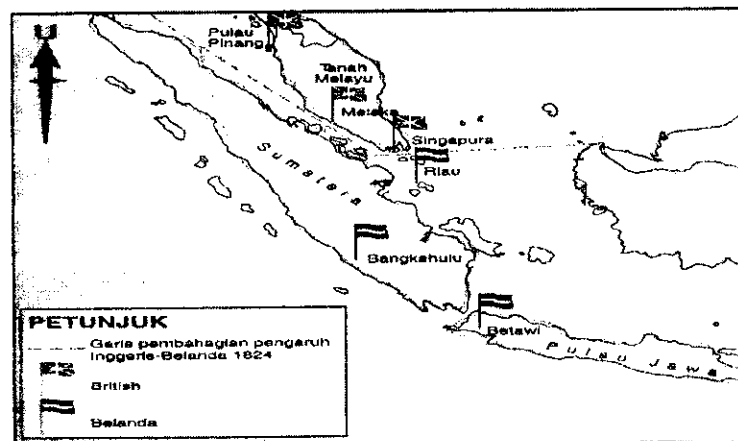 U
Pulau
Pinang
Tanah
Melayu
Melaka
Singapura
Riau
Sumatera
Bangkahulu
Betawi
Pulau Jawa
PETUNJUK
Garis pembahagian pengaruh
Inggeris-Belanda 1824
British
Belanda